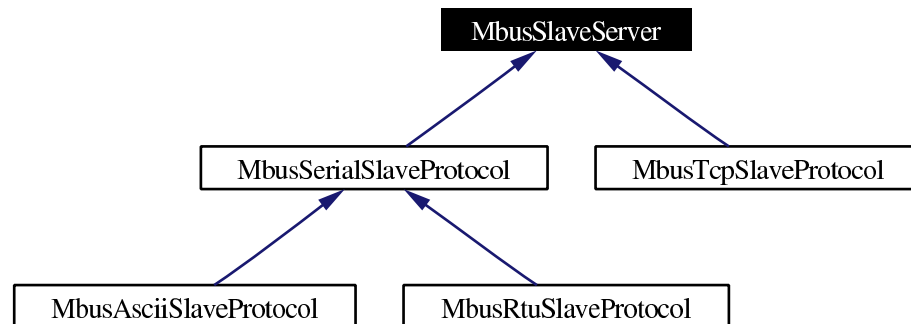 MbusSlaveServer
MbusSerialSlaveProtocol
MbusTcpSlaveProtocol
MbusAsciiSlaveProtocol
MbusRtuSlaveProtocol